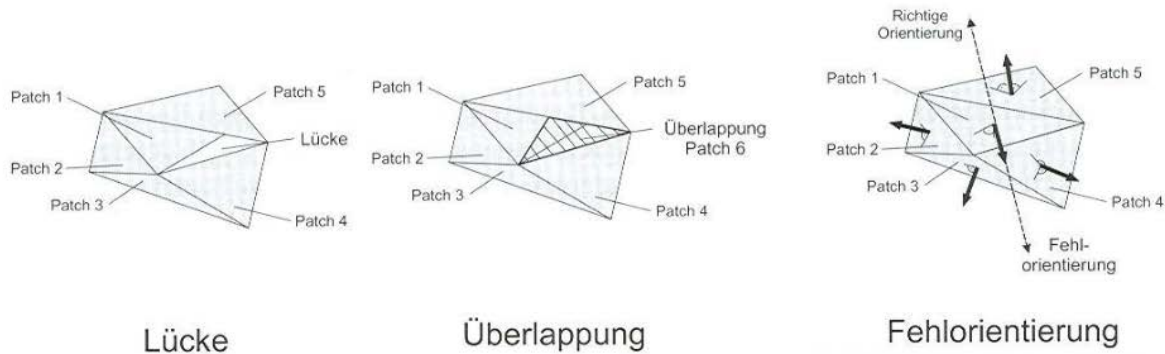 Patch 1
Patch 5
Lücke
Patch 2
Patch 3
Patch 4
Lücke
Patch 1
Patch 5
Überlappung
Patch 6
Patch 2
Patch 3
Patch 4
Überlappung
Richtige
Orientierung
Patch 1
Patch 5
Patch 2
Patch 3
Patch 4
Fehl-
orientierung
Fehlorientierung